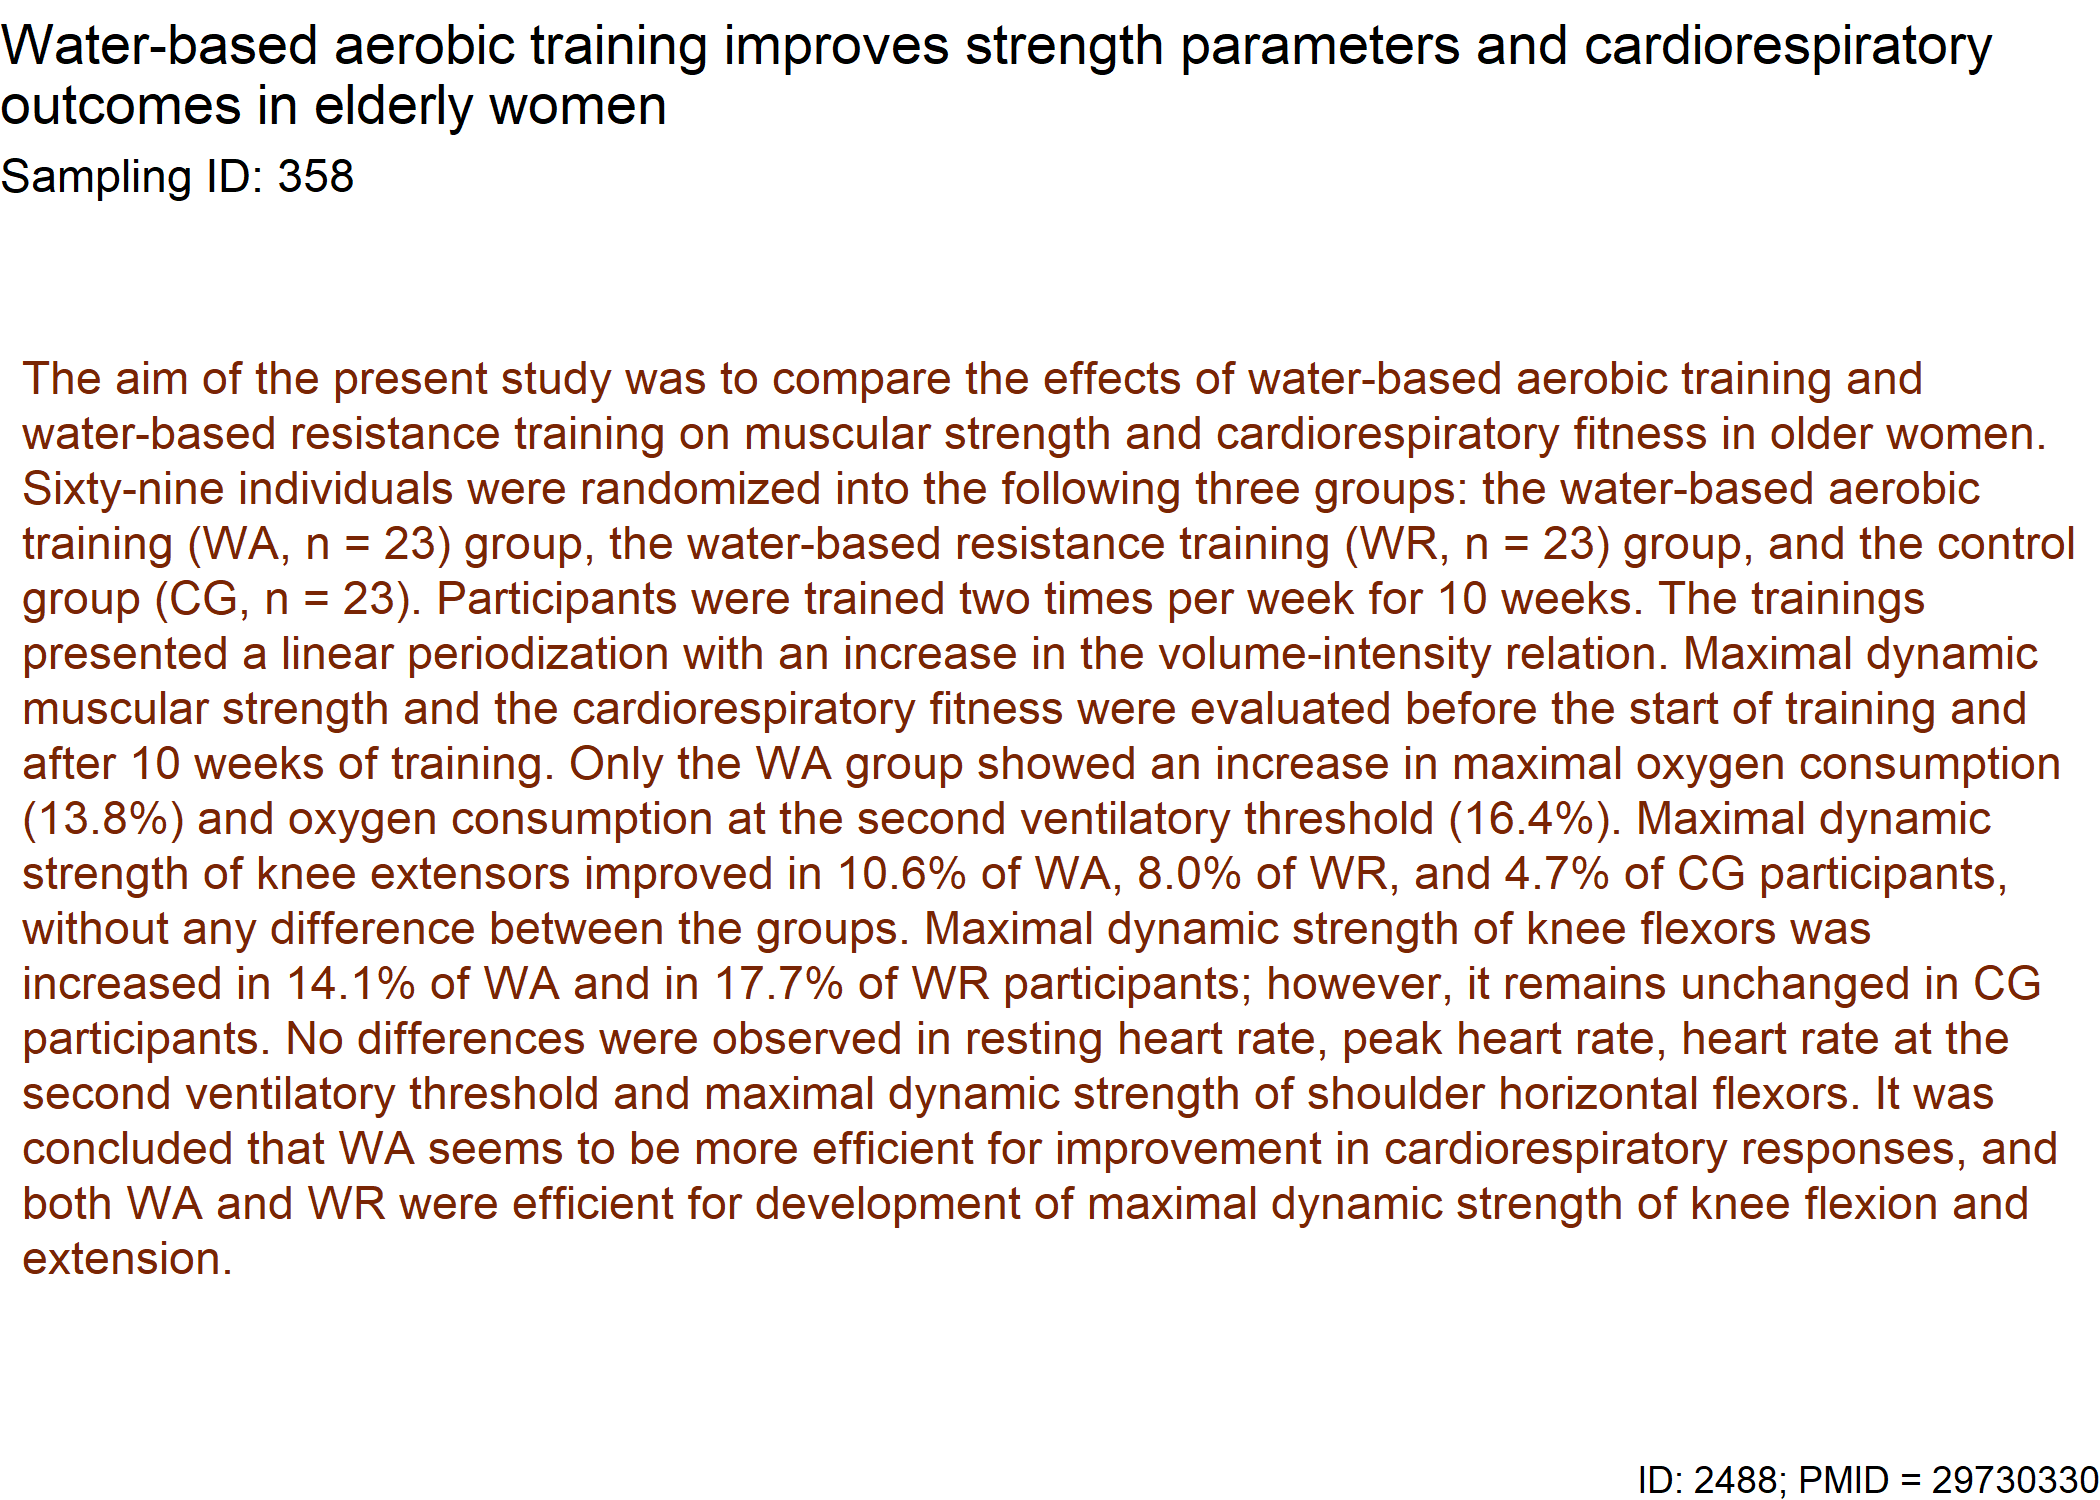 Water-based aerobic training improves strength parameters and cardiorespiratory
outcomes in elderly women
Sampling ID: 358
The aim of the present study was to compare the effects of water-based aerobic training and
water-based resistance training on muscular strength and cardiorespiratory fitness in older women.
Sixty-nine individuals were randomized into the following three groups: the water-based aerobic
training (WA, n = 23) group, the water-based resistance training (WR, n = 23) group, and the control
group (CG, n = 23). Participants were trained two times per week for 10 weeks. The trainings
presented a linear periodization with an increase in the volume-intensity relation. Maximal dynamic
muscular strength and the cardiorespiratory fitness were evaluated before the start of training and
after 10 weeks of training. Only the WA group showed an increase in maximal oxygen consumption
(13.8%) and oxygen consumption at the second ventilatory threshold (16.4%). Maximal dynamic
strength of knee extensors improved in 10.6% of WA, 8.0% of WR, and 4.7% of CG participants,
without any difference between the groups. Maximal dynamic strength of knee flexors was
increased in 14.1% of WA and in 17.7% of WR participants; however, it remains unchanged in CG
participants. No differences were observed in resting heart rate, peak heart rate, heart rate at the
second ventilatory threshold and maximal dynamic strength of shoulder horizontal flexors. It was
concluded that WA seems to be more efficient for improvement in cardiorespiratory responses, and
both WA and WR were efficient for development of maximal dynamic strength of knee flexion and
extension.
ID: 2488; PMID = 29730330